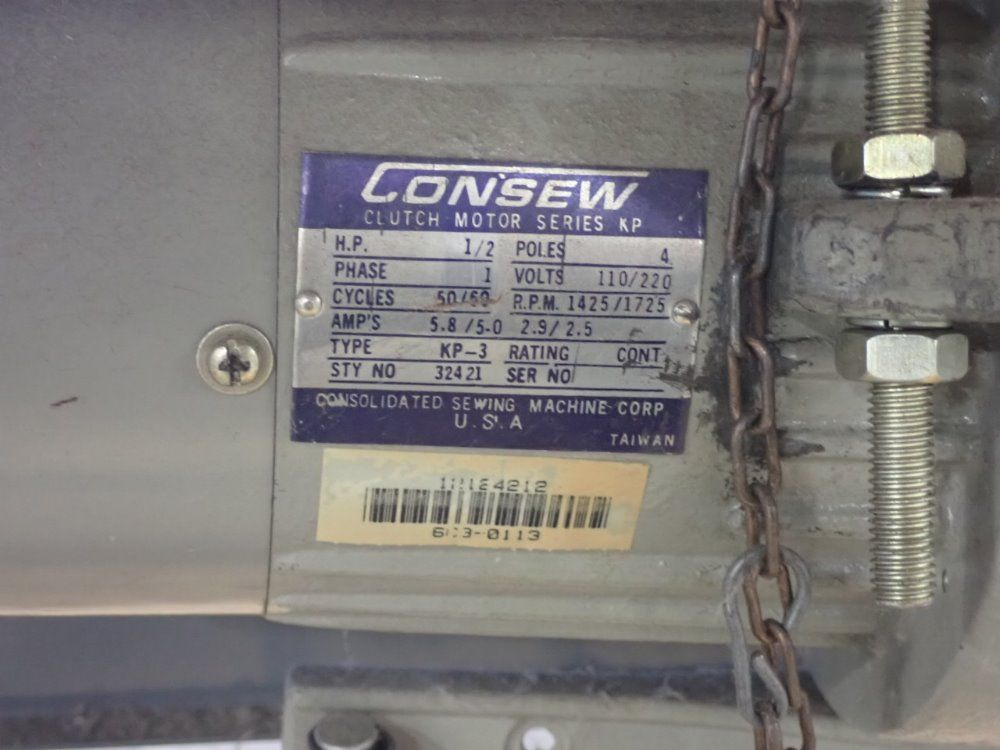 CONSEW
CLUTCH MOTOR SERIES KP
H.P. 1/2 POLES 4
PHASE 1 VOLTS 110/220
CYCLES 50/60 R.P.M. 1425/1725
AMP'S 5.8/5.0 2.9/2.5
TYPE KP-3 RATING CONT
STY NO 32421 SER NO
CONSOLIDATED SEWING MACHINE CORP
U.S.A
TAIWAN